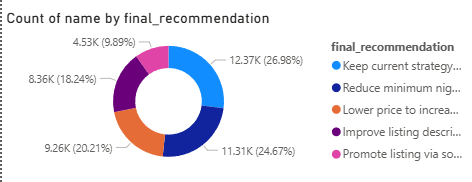 Count of name by final_recommendation
4.53K (9.89%)
12.37K (26.98%)
8.36K (18.24%)
9.26K (20.21%)
11.31K (24.67%)
final_recommendation
Keep current strategy...
Reduce minimum nig...
Lower price to increa...
Improve listing descri...
Promote listing via so...